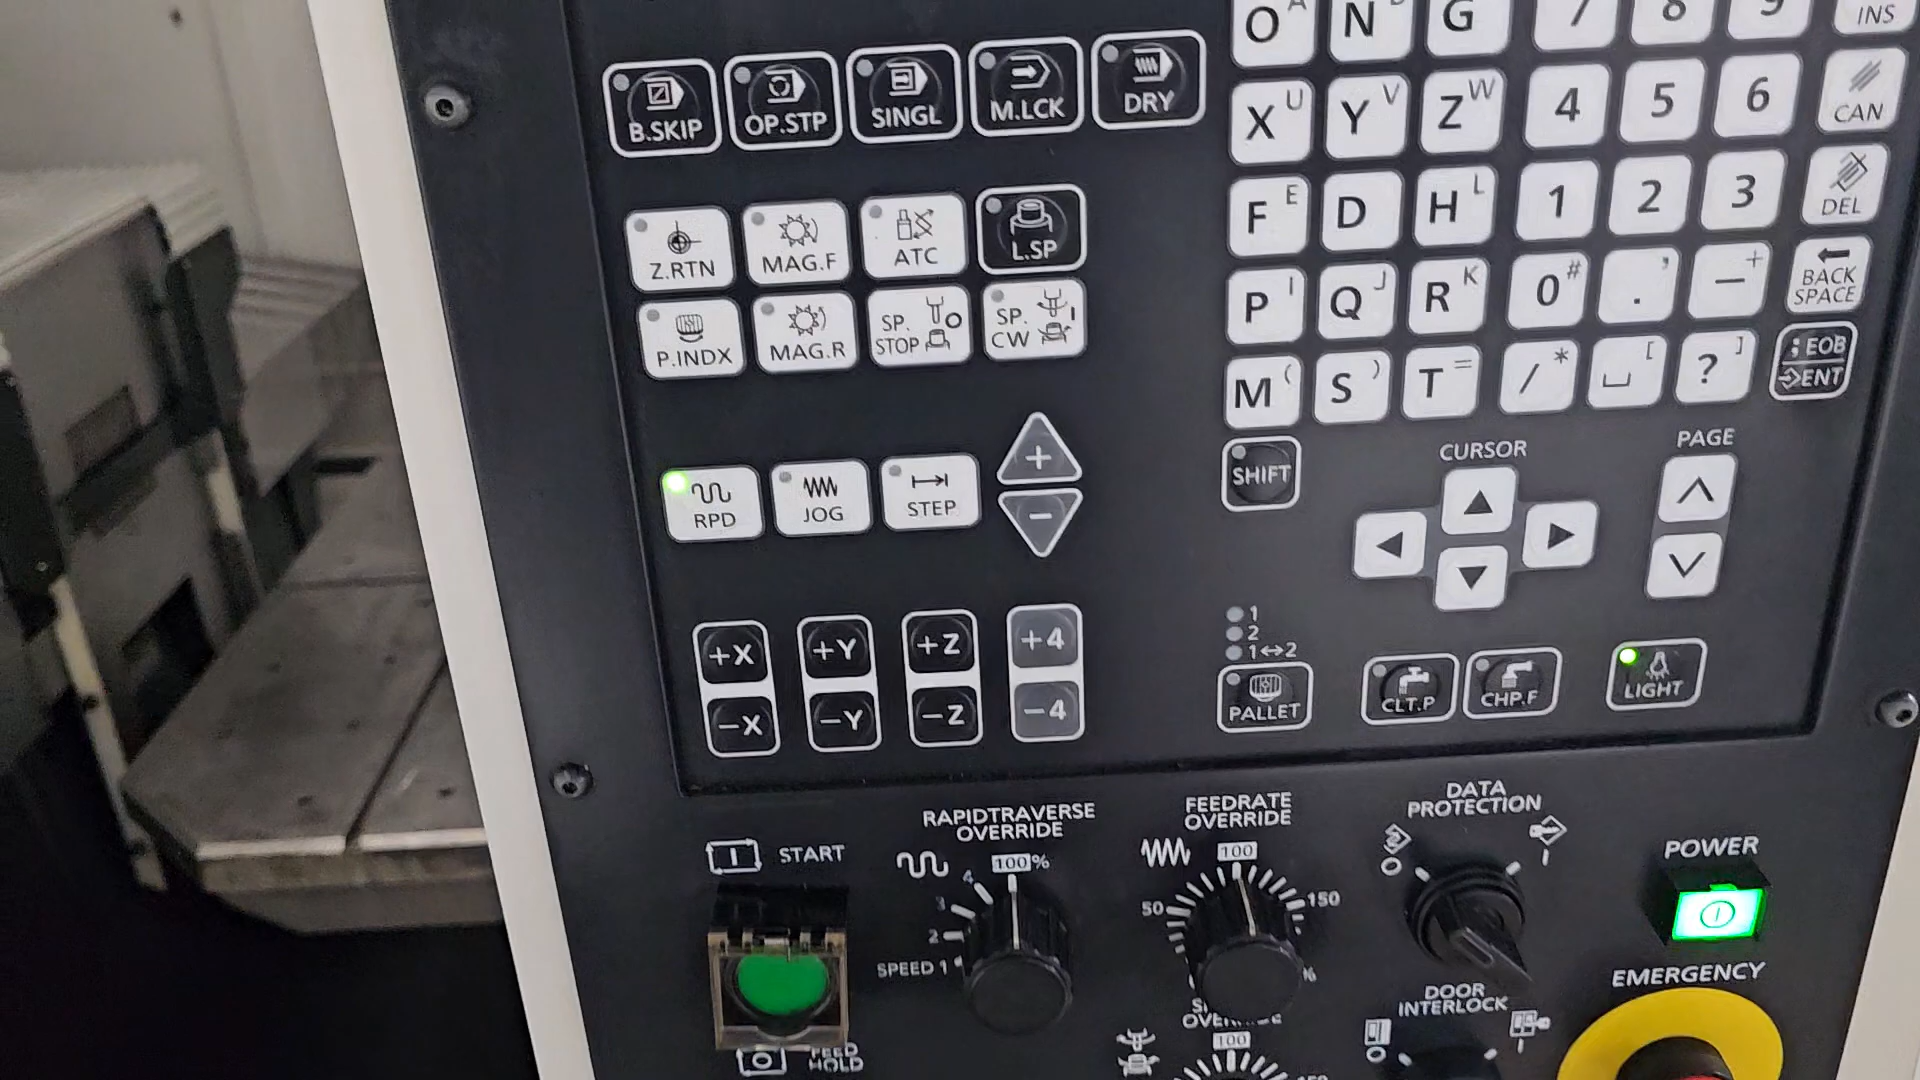 O A N G 7 8 9 INS
B.SKIP OP.STP SINGL M.LCK DRY
X U Y V Z W 4 5 6 CAN
F E D H L 1 2 3 DEL
Z.RTN MAG.F ATC L.SP
P I Q J R K 0 # . , − + BACK SPACE
P.INDX MAG.R SP. STOP SP. CW
M ( S ) T = / * [ ? ] ; EOB ENT
+ −
RPD JOG STEP
SHIFT
CURSOR
PAGE
+X +Y +Z +4
−X −Y −Z −4
1
2
1↔2
PALLET CLT.P CHP.F LIGHT
START
RAPIDTRAVERSE
OVERRIDE
100%
4
3
2
SPEED 1
FEEDRATE
OVERRIDE
100
50 150
%
DATA
PROTECTION
POWER
FEED
HOLD
100
DOOR
INTERLOCK
EMERGENCY